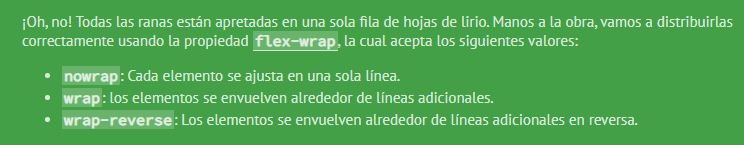 ¡Oh, no! Todas las ranas están apretadas en una sola fila de hojas de lirio. Manos a la obra, vamos a distribuirlas
correctamente usando la propiedad flex-wrap, la cual acepta los siguientes valores:
• nowrap: Cada elemento se ajusta en una sola línea.
• wrap: los elementos se envuelven alrededor de líneas adicionales.
• wrap-reverse: Los elementos se envuelven alrededor de líneas adicionales en reversa.